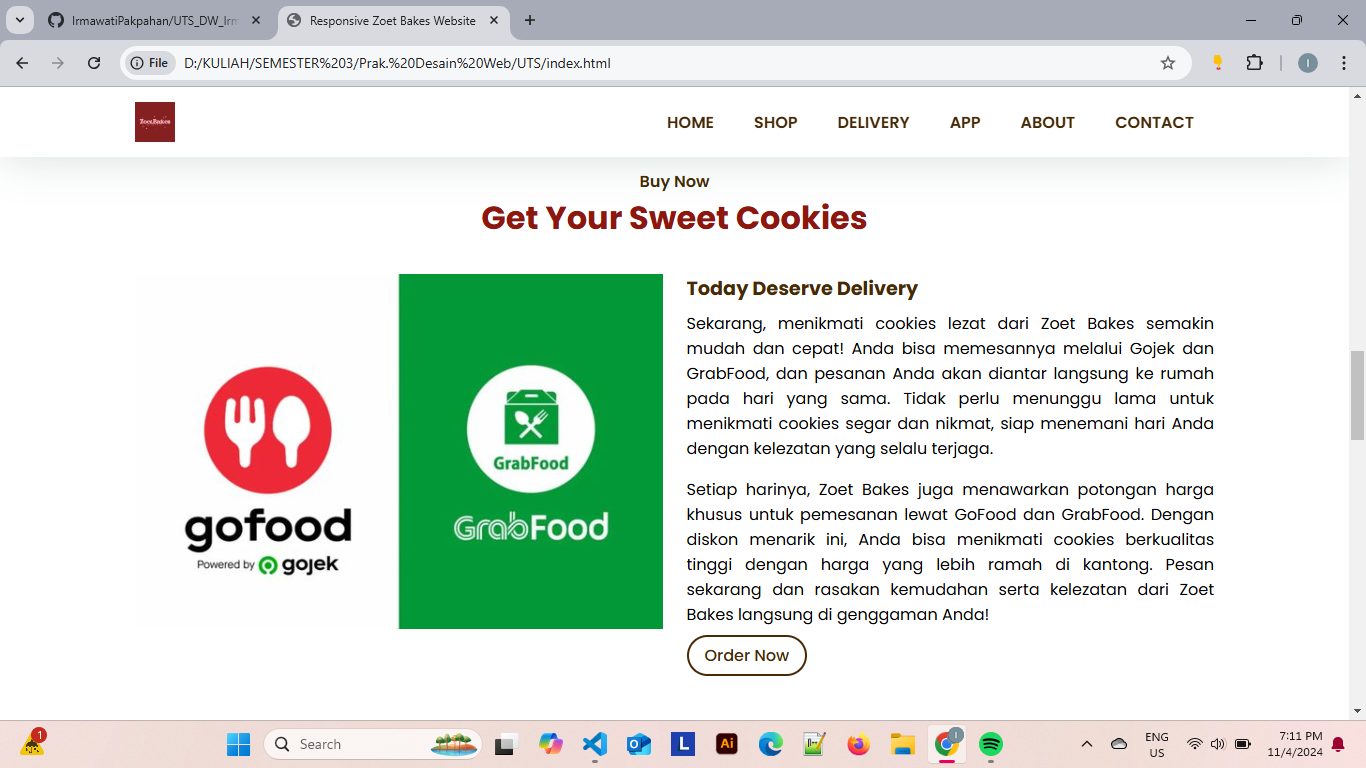 IrmawatiPakpahan/UTS_DW_Irm
Responsive Zoet Bakes Website
File
D:/KULIAH/SEMESTER%203/Prak.%20Desain%20Web/UTS/index.html
I
ZoetBakes
HOME
SHOP
DELIVERY
APP
ABOUT
CONTACT
Buy Now
Get Your Sweet Cookies
gofood
Powered by gojek
GrabFood
GrabFood
Today Deserve Delivery
Sekarang, menikmati cookies lezat dari Zoet Bakes semakin
mudah dan cepat! Anda bisa memesannya melalui Gojek dan
GrabFood, dan pesanan Anda akan diantar langsung ke rumah
pada hari yang sama. Tidak perlu menunggu lama untuk
menikmati cookies segar dan nikmat, siap menemani hari Anda
dengan kelezatan yang selalu terjaga.
Setiap harinya, Zoet Bakes juga menawarkan potongan harga
khusus untuk pemesanan lewat GoFood dan GrabFood. Dengan
diskon menarik ini, Anda bisa menikmati cookies berkualitas
tinggi dengan harga yang lebih ramah di kantong. Pesan
sekarang dan rasakan kemudahan serta kelezatan dari Zoet
Bakes langsung di genggaman Anda!
Order Now
1
Search
L
Ai
I
ENG
US
7:11 PM
11/4/2024